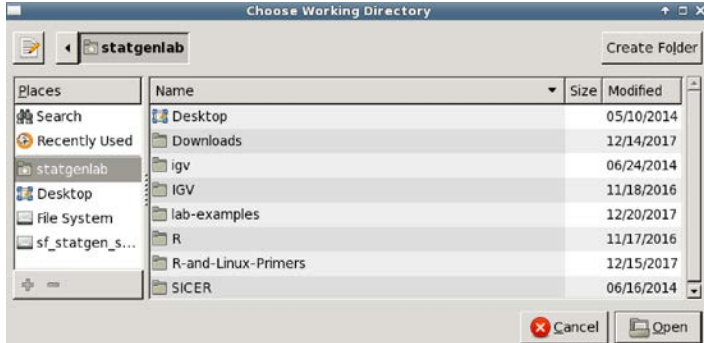 Choose Working Directory
statgenlab
Create Folder
Places
Search
Recently Used
statgenlab
Desktop
File System
sf_statgen_s...
Name Size Modified
Desktop 05/10/2014
Downloads 12/14/2017
igv 06/24/2014
IGV 11/18/2016
lab-examples 12/20/2017
R 11/17/2016
R-and-Linux-Primers 12/15/2017
SICER 06/16/2014
Cancel Open